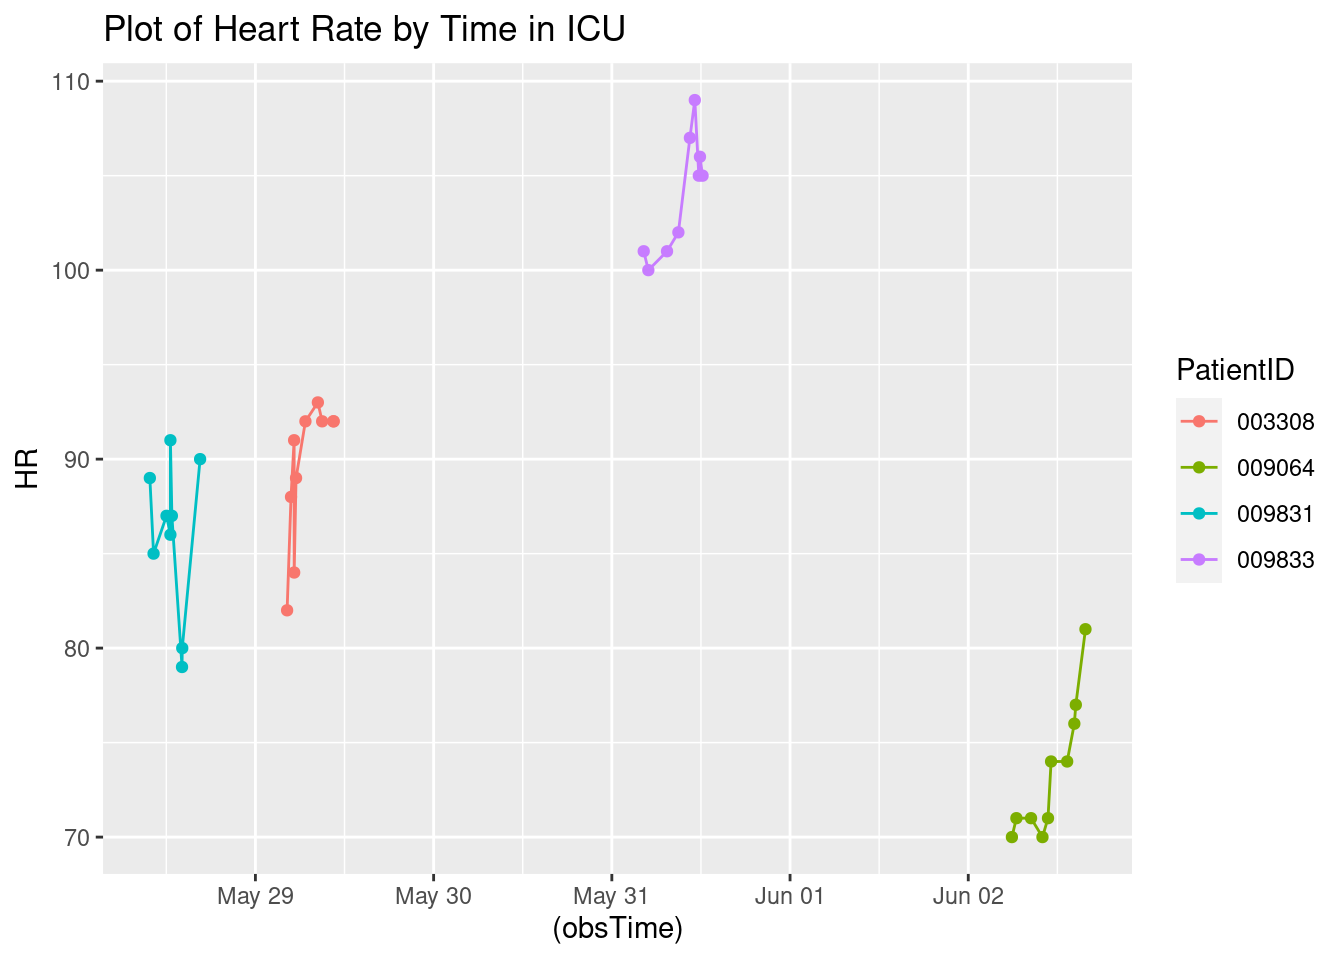 Plot of Heart Rate by Time in ICU
110
100
90
80
70
HR
May 29
May 30
May 31
Jun 01
Jun 02
(obsTime)
PatientID
003308
009064
009831
009833